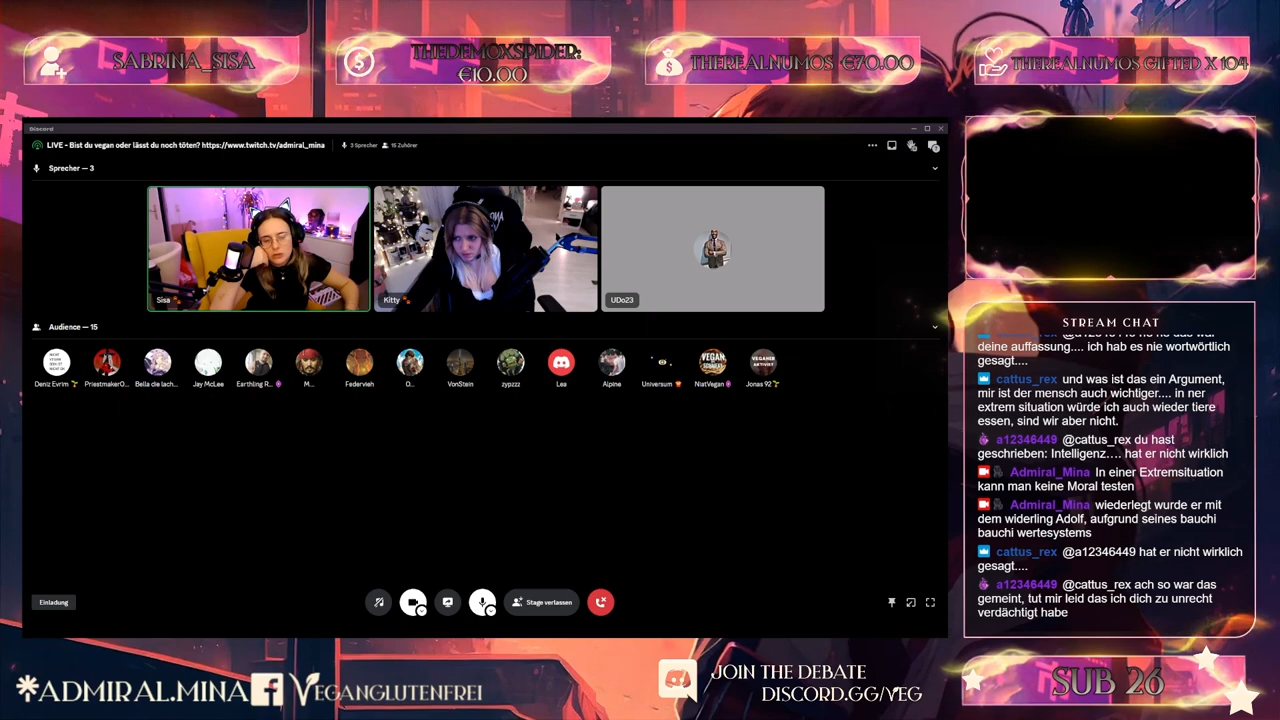 SABRINA_SISA
THEDEMOXSPIDER:
€10.00
THEREALNUMOS €70.00
THEREALNUMOS GIFTED X 104
Discord
LIVE - Bist du vegan oder lässt du noch töten? https://www.twitch.tv/admiral_mina
3 Sprecher
15 Zuhörer
Sprecher — 3
Sisa
Kitty
UDo23
Audience — 15
Deniz Evrim
PriestmakerO...
Bella die lach...
Jay McLee
Earthling R...
M...
Federvieh
O...
VonStein
zypzzz
Lea
Alpine
Universum
NiatVegan
Jonas 92
Einladung
Stage verlassen
STREAM CHAT
deine auffassung.... ich hab es nie wortwörtlich
gesagt....
cattus_rex und was ist das ein Argument,
mir ist der mensch auch wichtiger.... in ner
extrem situation würde ich auch wieder tiere
essen, sind wir aber nicht.
a12346449 @cattus_rex du hast
geschrieben: Intelligenz.... hat er nicht wirklich
Admiral_Mina In einer Extremsituation
kann man keine Moral testen
Admiral_Mina wiederlegt wurde er mit
dem widerling Adolf, aufgrund seines bauchi
bauchi wertesystems
cattus_rex @a12346449 hat er nicht wirklich
gesagt....
a12346449 @cattus_rex ach so war das
gemeint, tut mir leid das ich dich zu unrecht
verdächtigt habe
*ADMIRAL.MINA
VEGANGLUTENFREI
JOIN THE DEBATE
DISCORD.GG/VEG
SUB 26